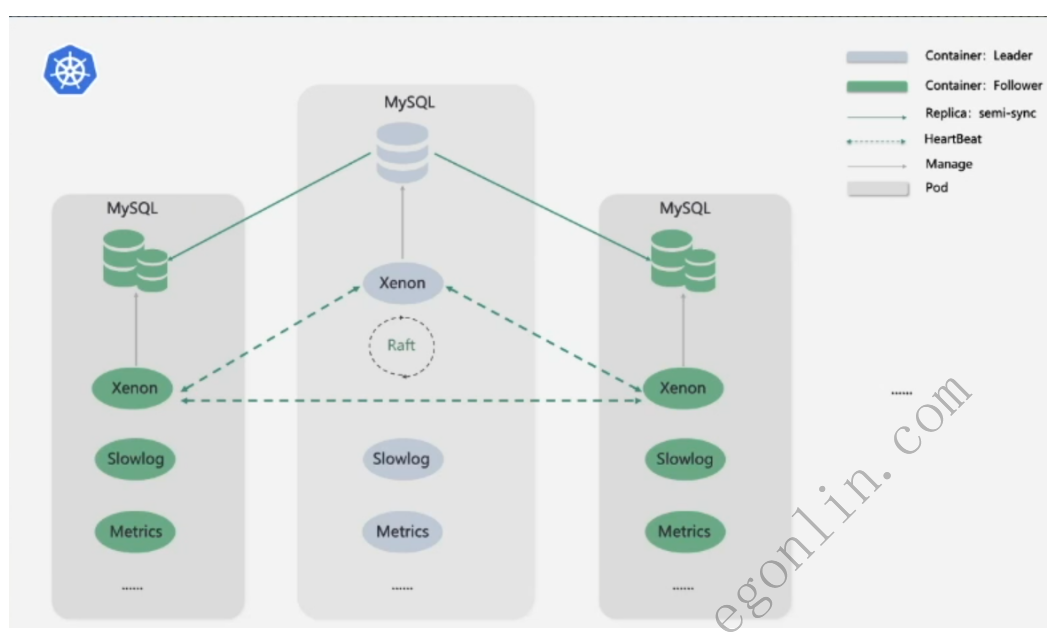 Container: Leader
Container: Follower
Replica: semi-sync
HeartBeat
Manage
Pod
MySQL
Xenon
Raft
Slowlog
Metrics
......
MySQL
Xenon
Slowlog
Metrics
......
MySQL
Xenon
Slowlog
Metrics
......
......
egonlin.com